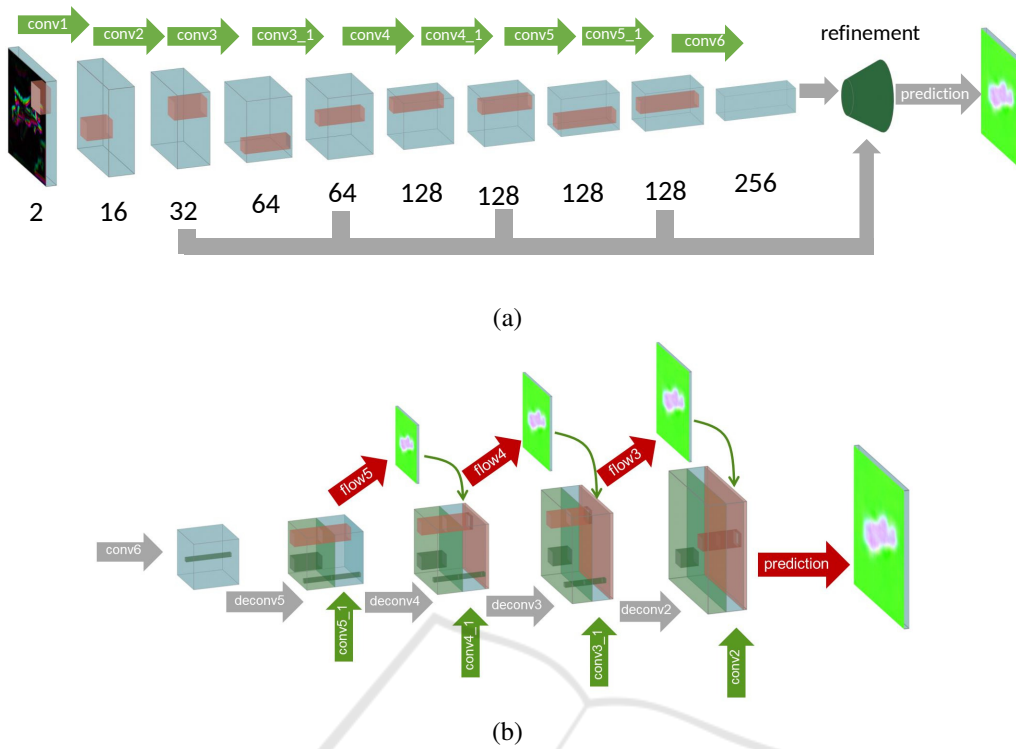 conv1
conv2
conv3
conv3_1
conv4
conv4_1
conv5
conv5_1
conv6
refinement
prediction
2
16
32
64
64
128
128
128
128
256
(a)
flow5
flow4
flow3
conv6
deconv5
deconv4
deconv3
deconv2
prediction
conv5_1
conv4_1
conv3_1
conv2
(b)